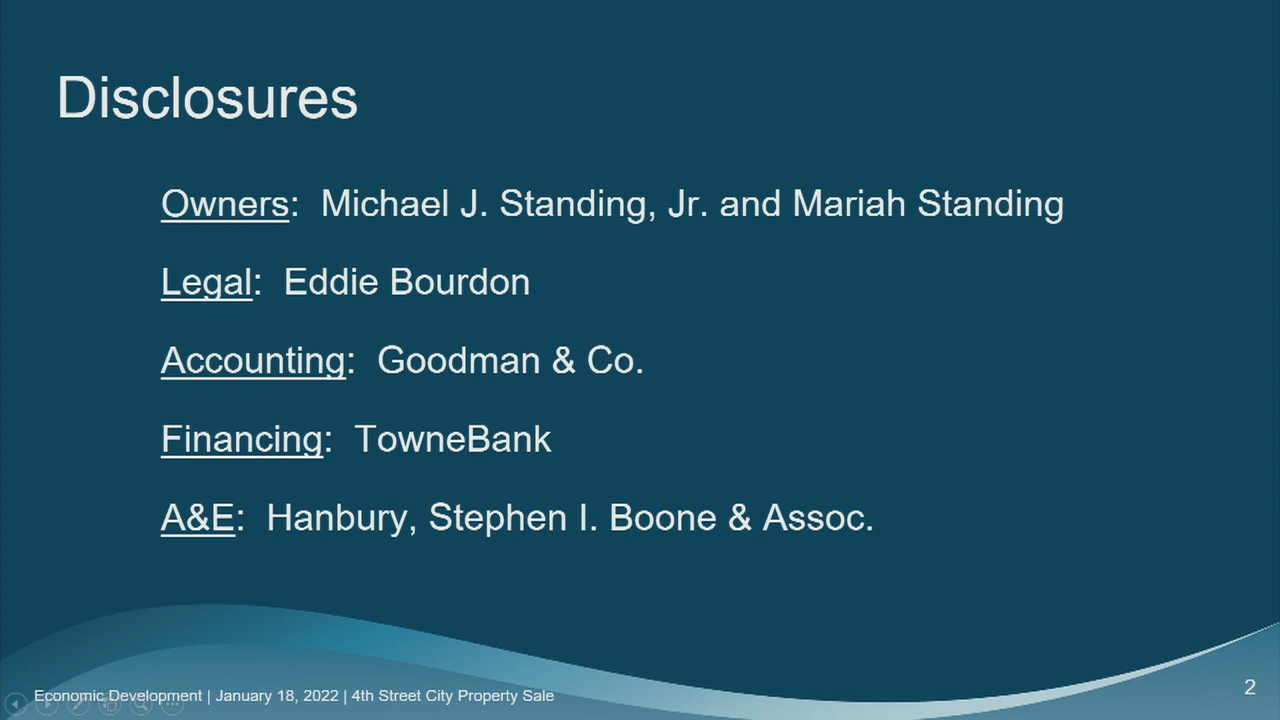 Disclosures
Owners: Michael J. Standing, Jr. and Mariah Standing
Legal: Eddie Bourdon
Accounting: Goodman & Co.
Financing: TowneBank
A&E: Hanbury, Stephen I. Boone & Assoc.
Economic Development | January 18, 2022 | 4th Street City Property Sale
2